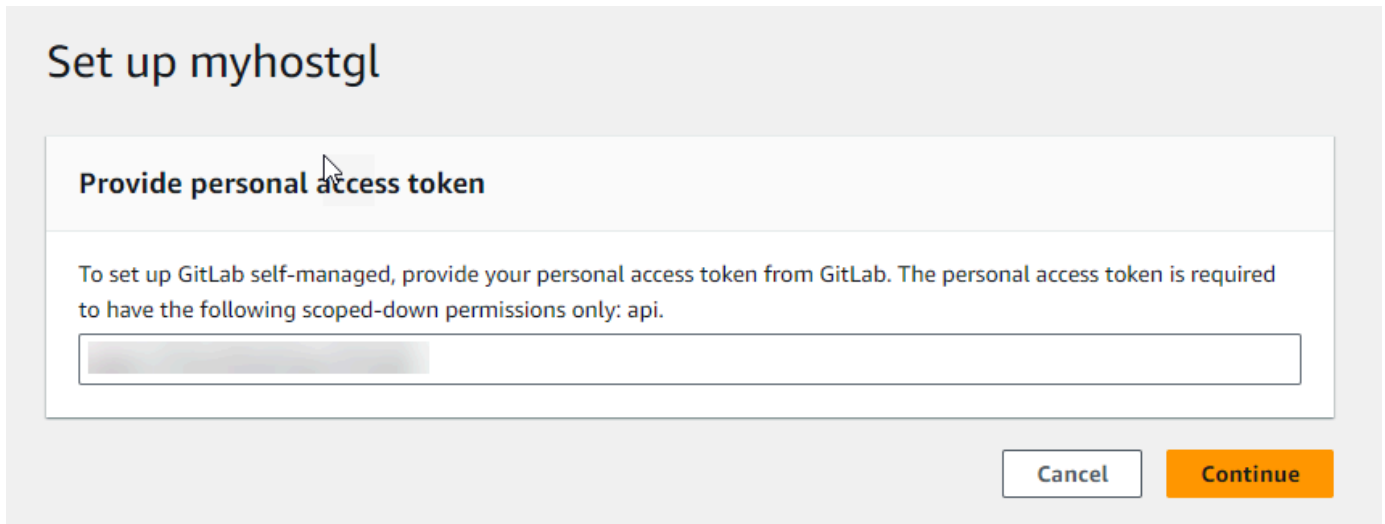 Set up myhostgl
Provide personal access token
To set up GitLab self-managed, provide your personal access token from GitLab. The personal access token is required
to have the following scoped-down permissions only: api.
Cancel
Continue